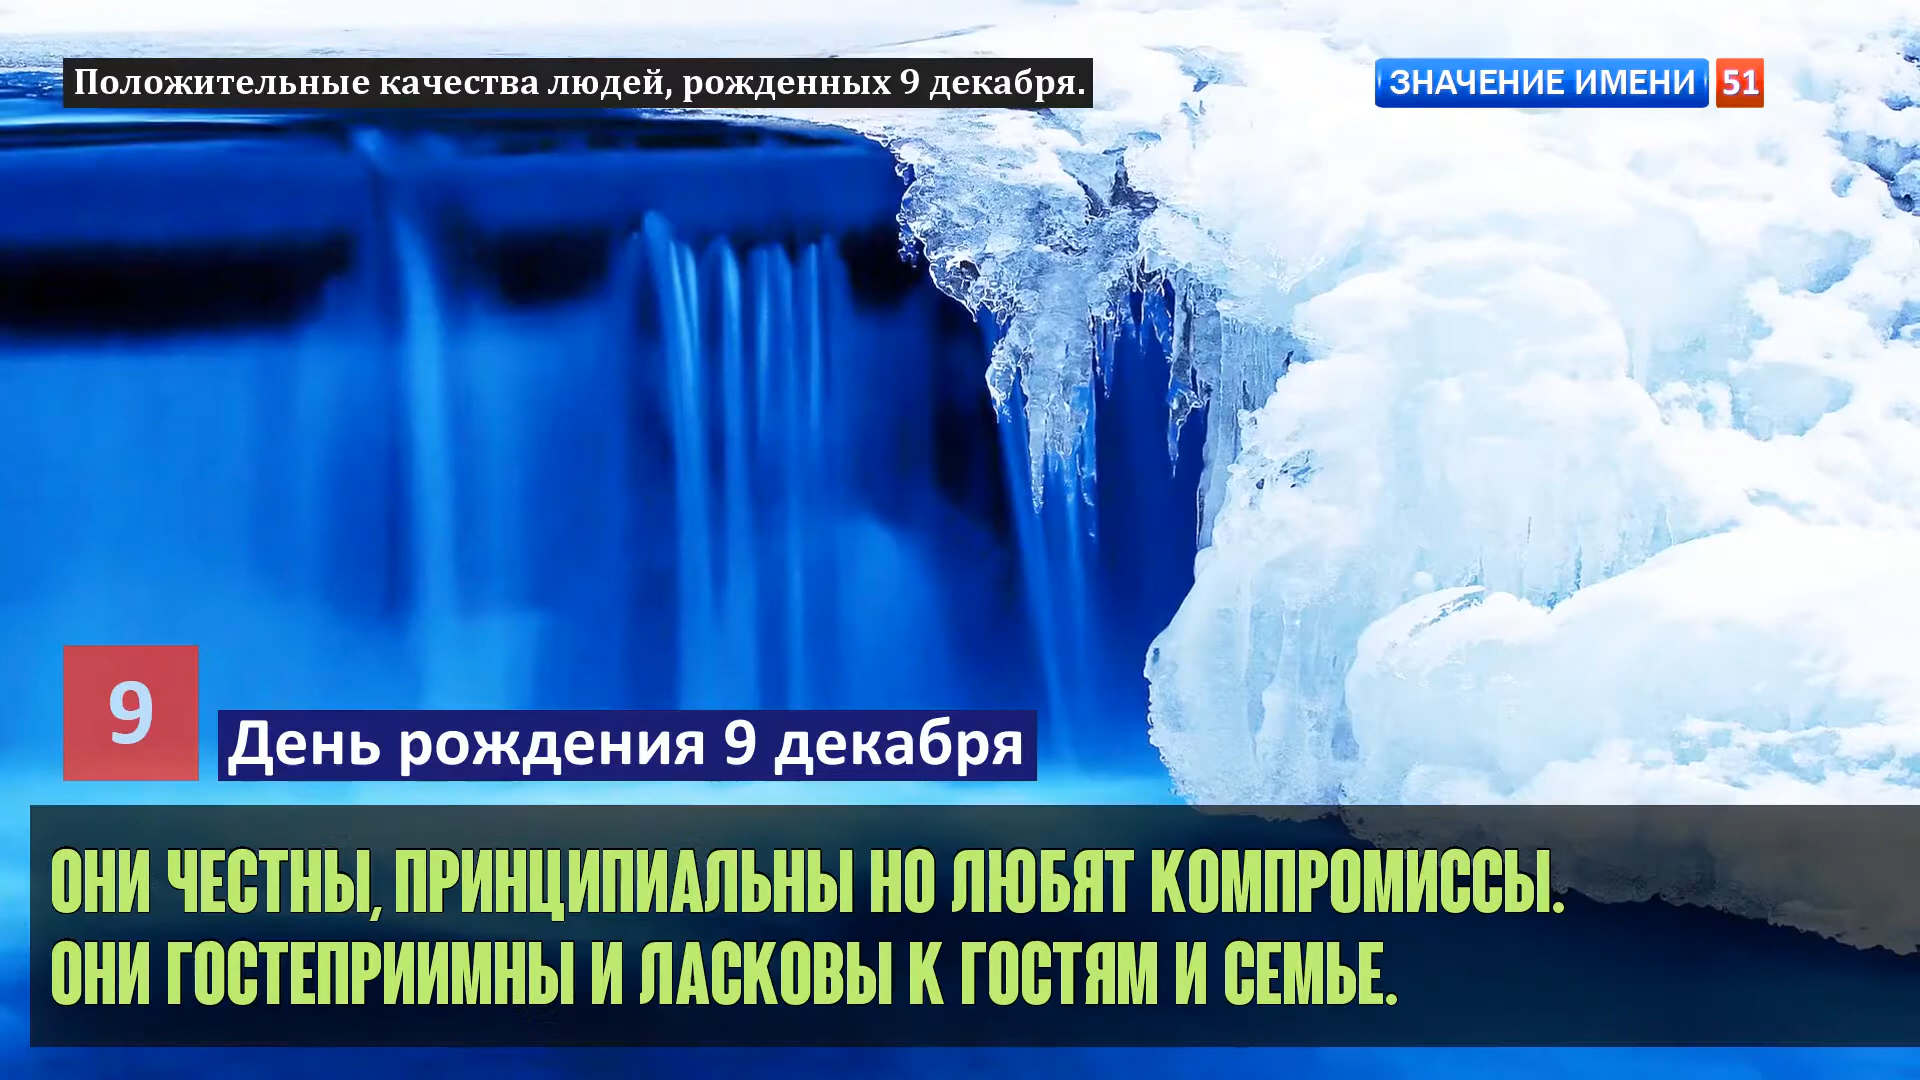 Положительные качества людей, рожденных 9 декабря.
ЗНАЧЕНИЕ ИМЕНИ 51
9
День рождения 9 декабря
ОНИ ЧЕСТНЫ, ПРИНЦИПИАЛЬНЫ НО ЛЮБЯТ КОМПРОМИССЫ.
ОНИ ГОСТЕПРИИМНЫ И ЛАСКОВЫ К ГОСТЯМ И СЕМЬЕ.